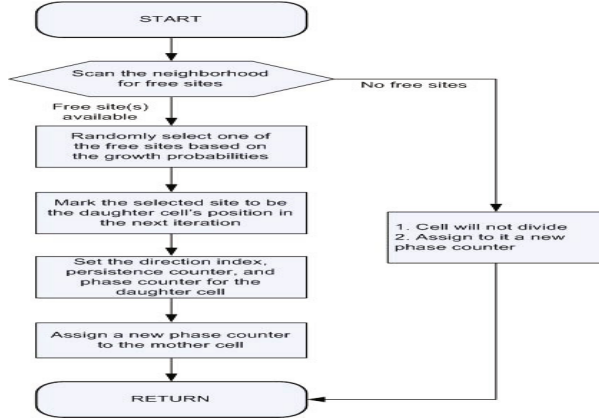 START
Scan the neighborhood
for free sites
No free sites
Free site(s)
available
Randomly select one of
the free sites based on
the growth probabilities
Mark the selected site to be
the daughter cell's position in
the next iteration
1. Cell will not divide
2. Assign to it a new
phase counter
Set the direction index,
persistence counter, and
phase counter for the
daughter cell
Assign a new phase counter
to the mother cell
RETURN